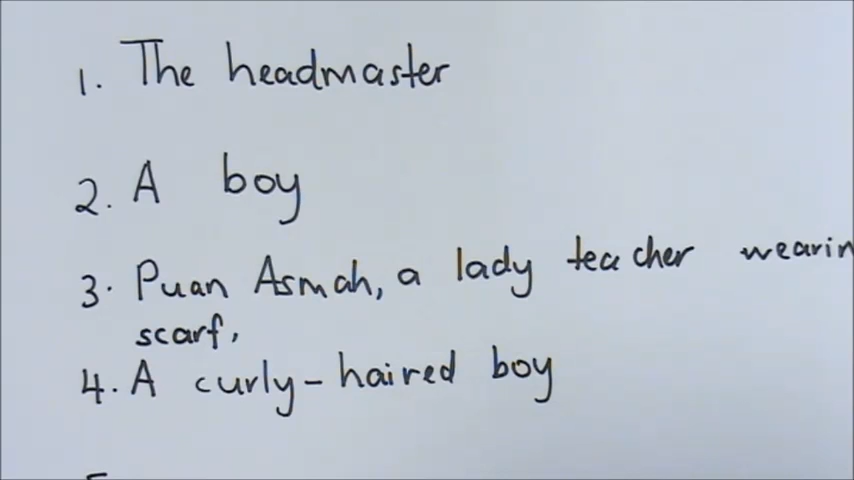 1. The headmaster
2. A boy
3. Puan Asmah, a lady teacher
scarf,
4. A curly-haired boy